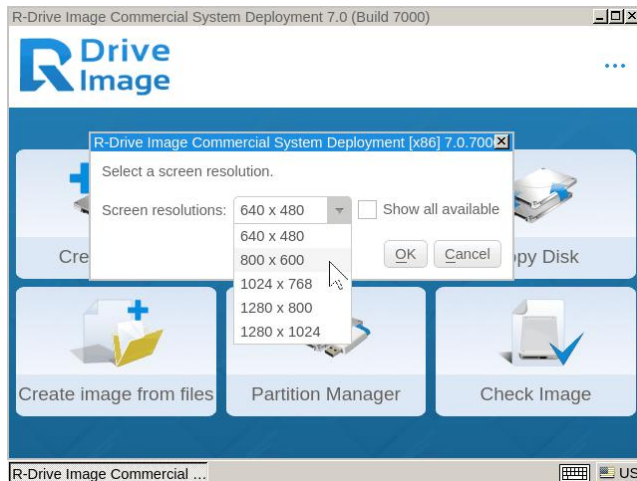 R-Drive Image Commercial System Deployment 7.0 (Build 7000)
R Drive
Image
R-Drive Image Commercial System Deployment [x86] 7.0.700
Select a screen resolution.
Screen resolutions: 640 x 480 Show all available
640 x 480
800 x 600
1024 x 768
1280 x 800
1280 x 1024
OK Cancel
Cre
py Disk
Create image from files
Partition Manager
Check Image
R-Drive Image Commercial ...
US